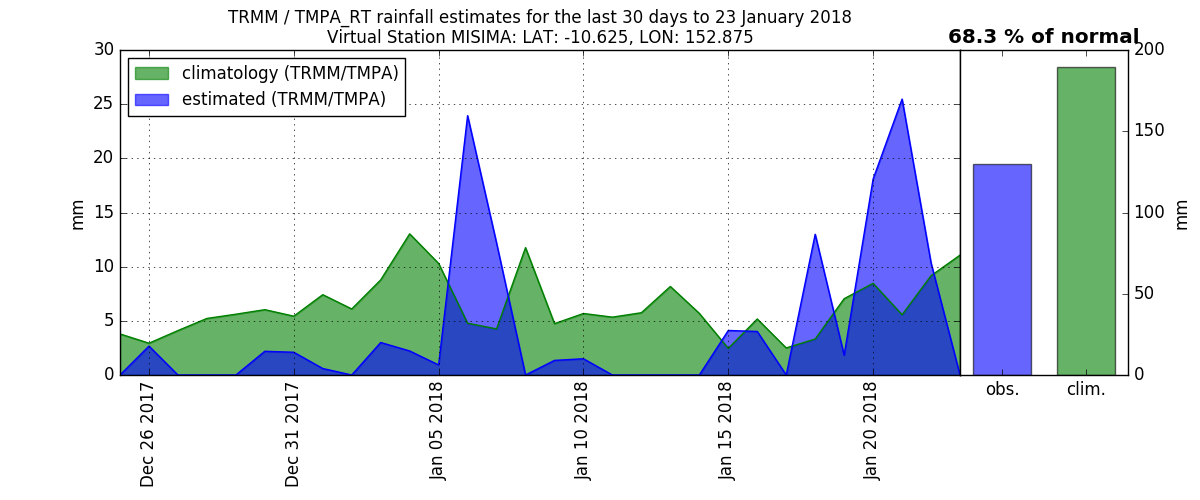 TRMM / TMPA_RT rainfall estimates for the last 30 days to 23 January 2018
Virtual Station MISIMA: LAT: -10.625, LON: 152.875
68.3 % of normal
climatology (TRMM/TMPA)
estimated (TRMM/TMPA)
30
25
20
15
10
5
0
mm
Dec 26 2017
Dec 31 2017
Jan 05 2018
Jan 10 2018
Jan 15 2018
Jan 20 2018
obs.
clim.
200
150
100
50
0
mm